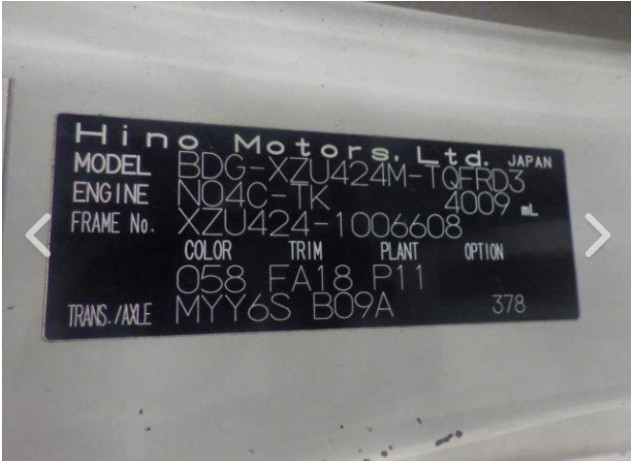 Hino Motors, Ltd. JAPAN
MODEL BDG-XZU424M-TQFRD3
ENGINE N04C-TK 4009 mL
FRAME No. XZU424-1006608
COLOR TRIM PLANT OPTION
058 FA18 P11
TRANS./AXLE MYY6S B09A 378